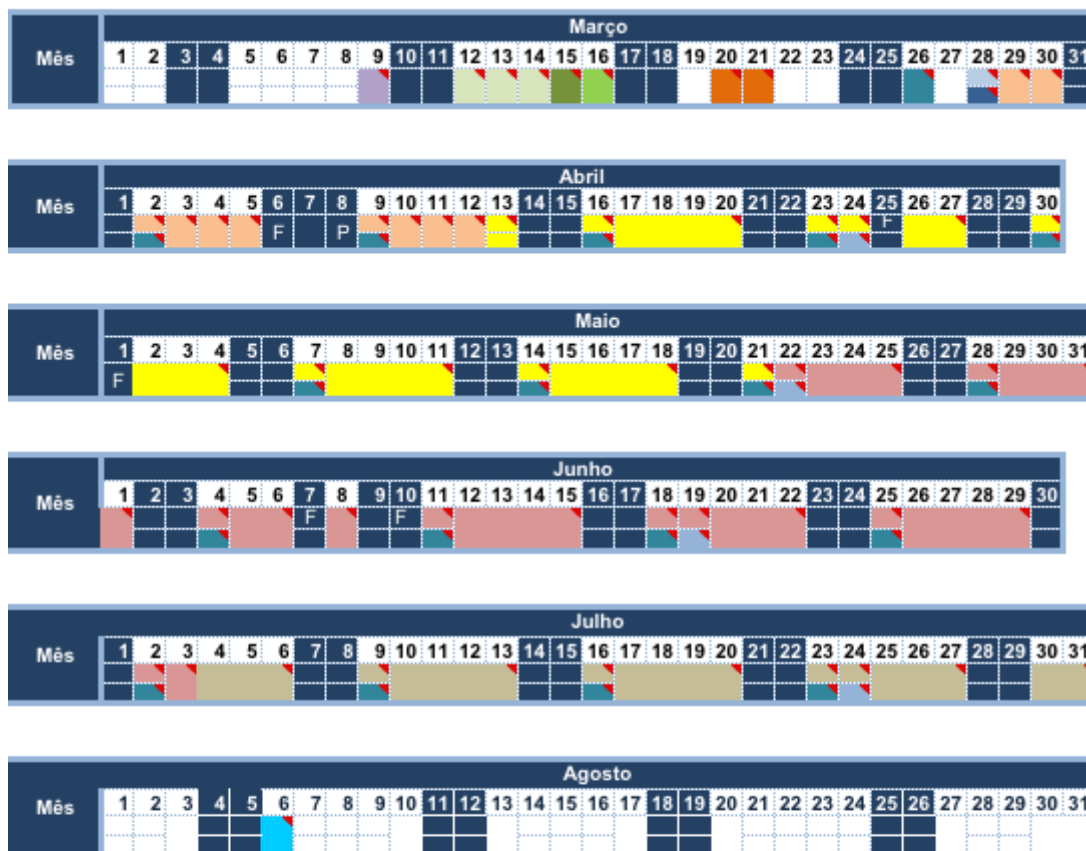 Março
Mês 1 2 3 4 5 6 7 8 9 10 11 12 13 14 15 16 17 18 19 20 21 22 23 24 25 26 27 28 29 30 31
Abril
Mês 1 2 3 4 5 6 7 8 9 10 11 12 13 14 15 16 17 18 19 20 21 22 23 24 25 26 27 28 29 30
F P F
Maio
Mês 1 2 3 4 5 6 7 8 9 10 11 12 13 14 15 16 17 18 19 20 21 22 23 24 25 26 27 28 29 30 31
F
Junho
Mês 1 2 3 4 5 6 7 8 9 10 11 12 13 14 15 16 17 18 19 20 21 22 23 24 25 26 27 28 29 30
F F
Julho
Mês 1 2 3 4 5 6 7 8 9 10 11 12 13 14 15 16 17 18 19 20 21 22 23 24 25 26 27 28 29 30 31
Agosto
Mês 1 2 3 4 5 6 7 8 9 10 11 12 13 14 15 16 17 18 19 20 21 22 23 24 25 26 27 28 29 30 31